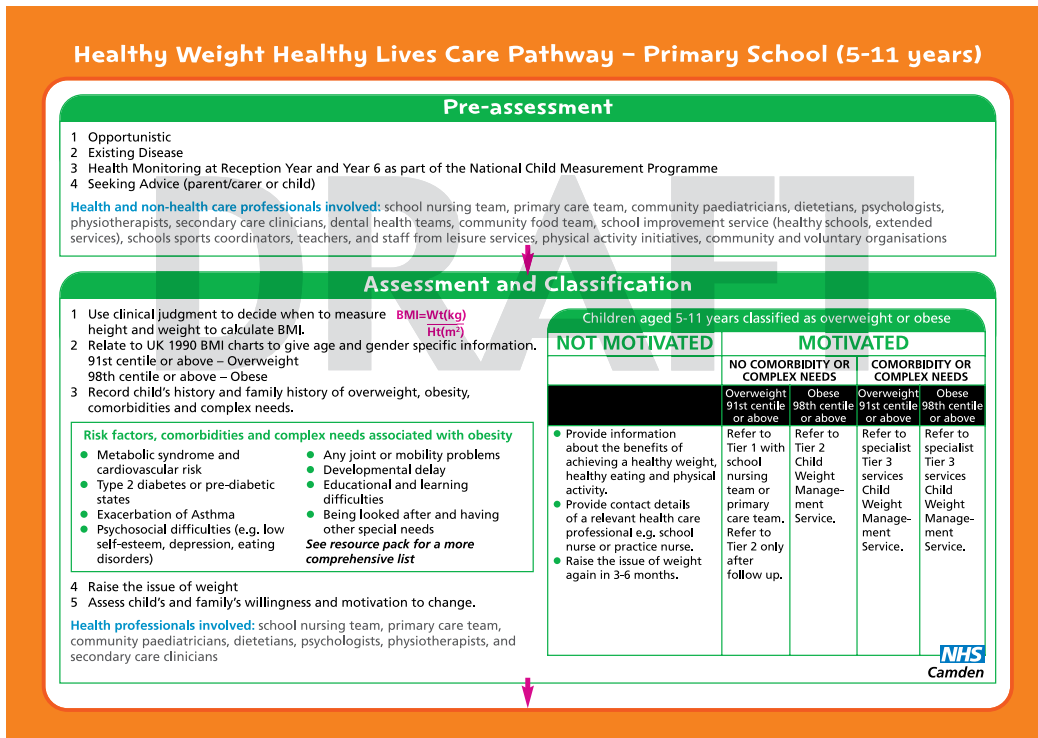 Healthy Weight Healthy Lives Care Pathway – Primary School (5-11 years)
Pre-assessment
1 Opportunistic
2 Existing Disease
3 Health Monitoring at Reception Year and Year 6 as part of the National Child Measurement Programme
4 Seeking Advice (parent/carer or child)
Health and non-health care professionals involved: school nursing team, primary care team, community paediatricians, dietetians, psychologists,
physiotherapists, secondary care clinicians, dental health teams, community food team, school improvement service (healthy schools, extended
services), schools sports coordinators, teachers, and staff from leisure services, physical activity initiatives, community and voluntary organisations
DRAFT
Assessment and Classification
1 Use clinical judgment to decide when to measure
height and weight to calculate BMI.
BMI=Wt(kg)
Ht(m²)
2 Relate to UK 1990 BMI charts to give age and gender specific information.
91st centile or above – Overweight
98th centile or above – Obese
3 Record child's history and family history of overweight, obesity,
comorbidities and complex needs.
Risk factors, comorbidities and complex needs associated with obesity
● Metabolic syndrome and
cardiovascular risk
● Type 2 diabetes or pre-diabetic
states
● Exacerbation of Asthma
● Psychosocial difficulties (e.g. low
self-esteem, depression, eating
disorders)
● Any joint or mobility problems
● Developmental delay
● Educational and learning
difficulties
● Being looked after and having
other special needs
See resource pack for a more
comprehensive list
4 Raise the issue of weight
5 Assess child's and family's willingness and motivation to change.
Health professionals involved: school nursing team, primary care team,
community paediatricians, dietetians, psychologists, physiotherapists, and
secondary care clinicians
Children aged 5-11 years classified as overweight or obese
NOT MOTIVATED
MOTIVATED
NO COMORBIDITY OR
COMPLEX NEEDS
COMORBIDITY OR
COMPLEX NEEDS
Overweight
91st centile
or above
Obese
98th centile
or above
Overweight
91st centile
or above
Obese
98th centile
or above
● Provide information
about the benefits of
achieving a healthy weight,
healthy eating and physical
activity.
● Provide contact details
of a relevant health care
professional e.g. school
nurse or practice nurse.
● Raise the issue of weight
again in 3-6 months.
Refer to
Tier 1 with
school
nursing
team or
primary
care team.
Refer to
Tier 2 only
after
follow up.
Refer to
Tier 2
Child
Weight
Manage-
ment
Service.
Refer to
specialist
Tier 3
services
Child
Weight
Manage-
ment
Service.
Refer to
specialist
Tier 3
services
Child
Weight
Manage-
ment
Service.
NHS
Camden